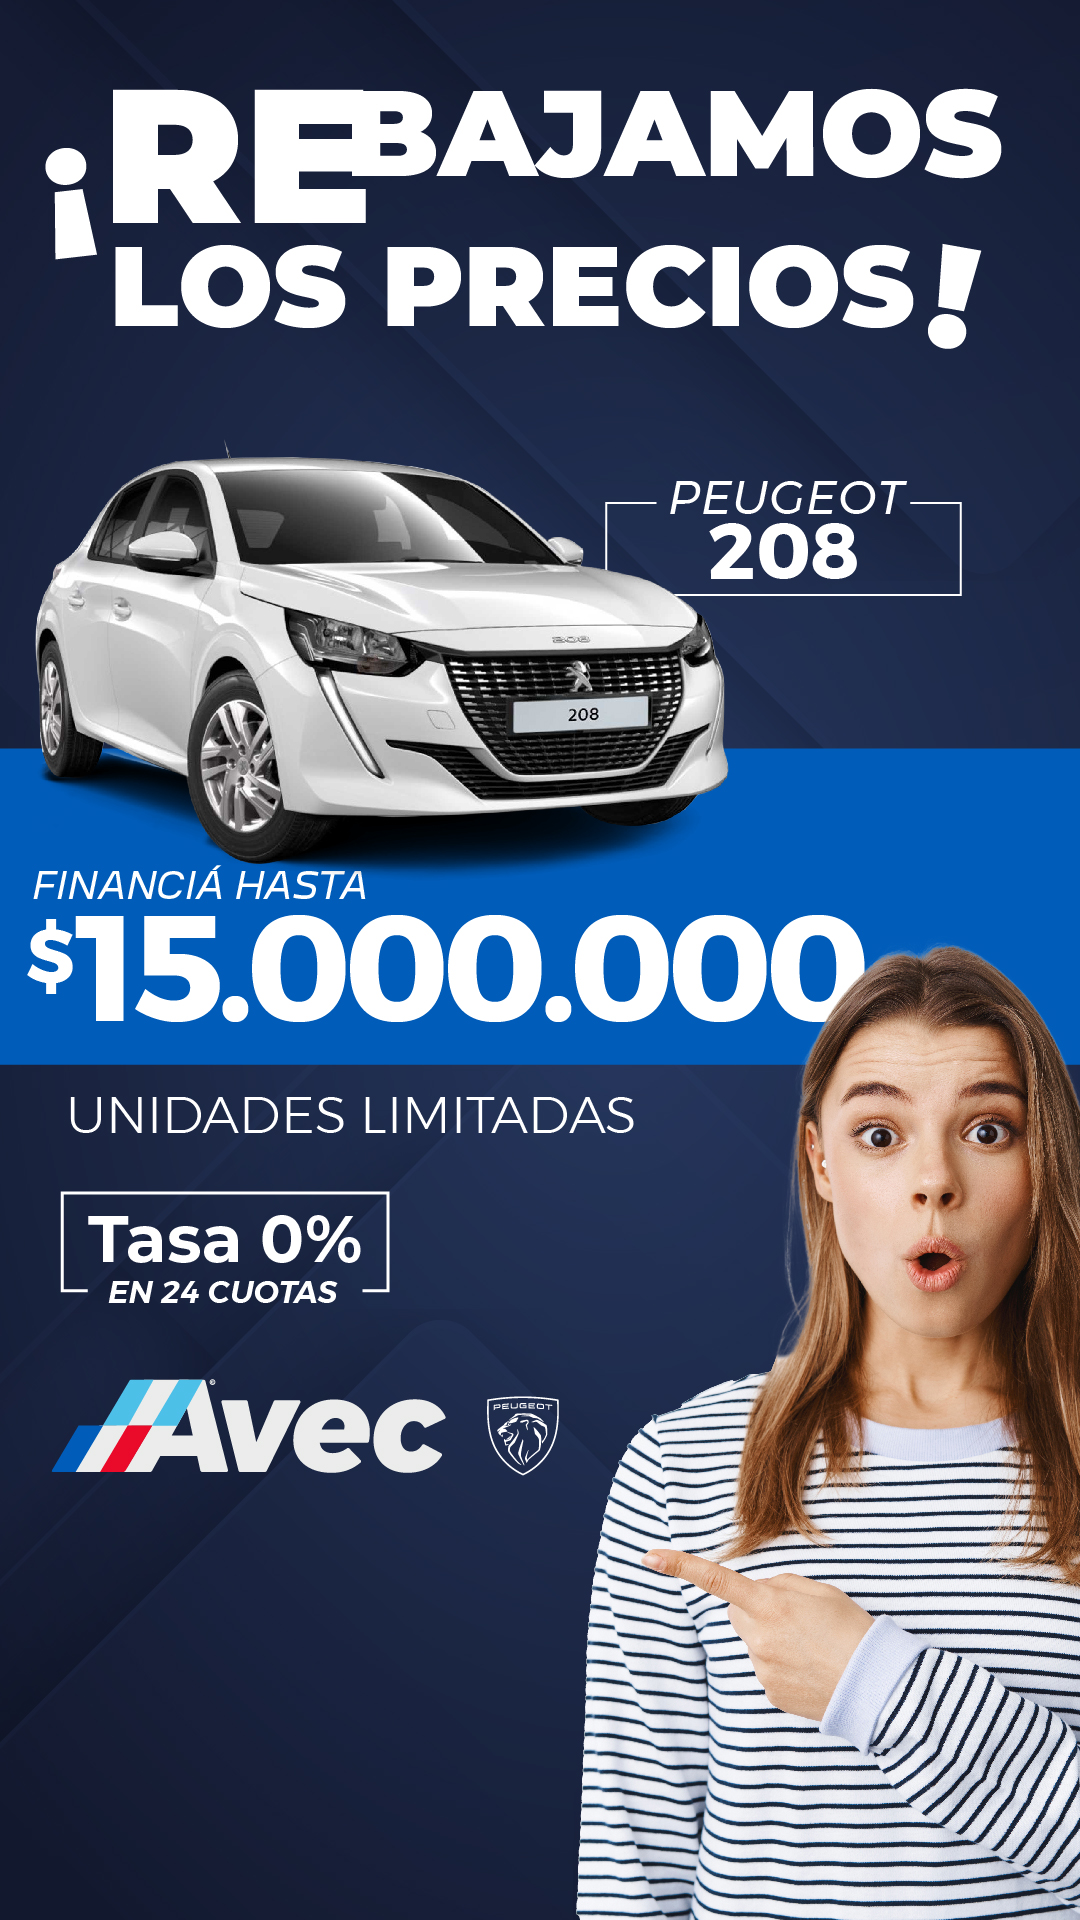 ¡REBAJAMOS
LOS PRECIOS!
PEUGEOT
208
208
208
FINANCIÁ HASTA
$15.000.000
UNIDADES LIMITADAS
Tasa 0%
EN 24 CUOTAS
Avec
PEUGEOT